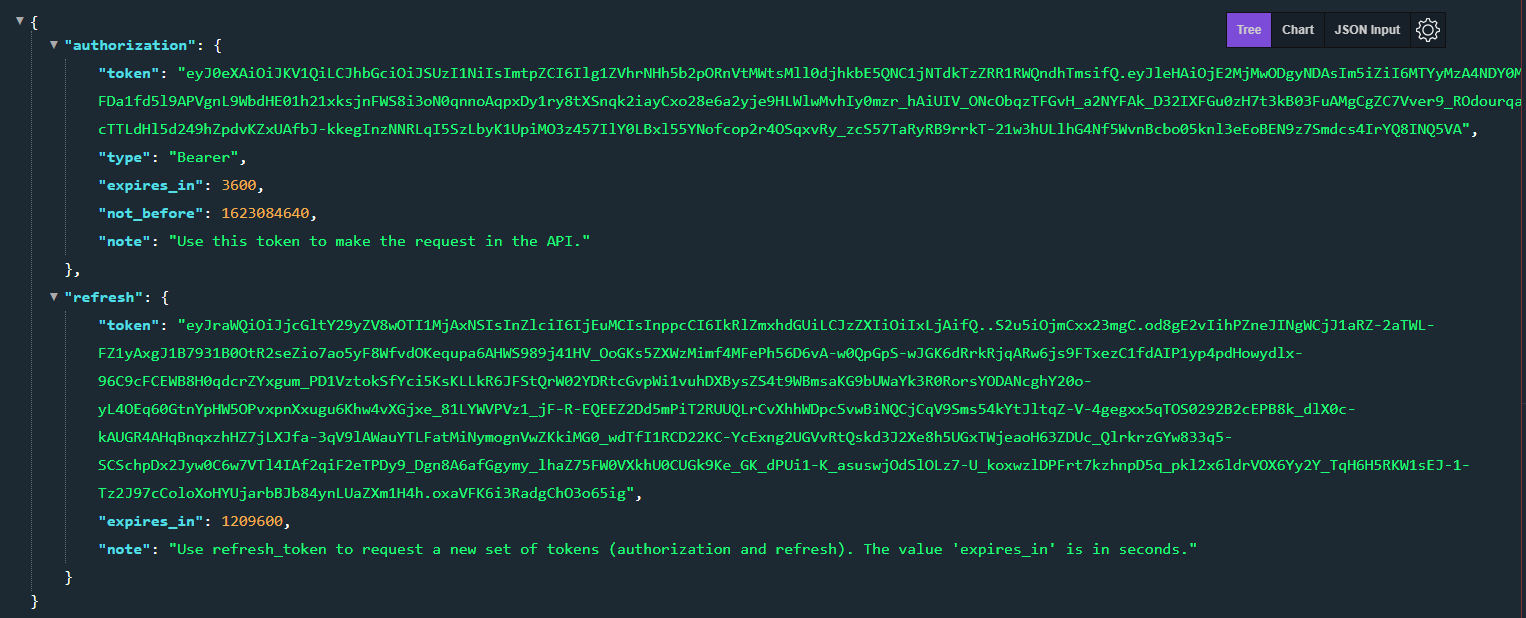 {
Tree Chart JSON Input
"authorization": {
"token": "eyJ0eXAiOiJKV1QiLCJhbGciOiJSUzI1NiIsImtpZCI6Ilg1ZVhrNHh5b2pORnVtMWtsMll0djhkbE5QNC1jNTdkTzZRR1RWQndhTmsifQ.eyJleHAiOjE2MjMwODgyNDAsIm5iZiI6MTYyMzA4NDY0M
FDa1fd5l9APVgnL9WbdHE01h21xksjnFWS8i3oN0qnnoAqpxDy1ry8tXSnqk2iayCxo28e6a2yje9HLWlwMvhIy0mzr_hAiUIV_ONcObqzTFGvH_a2NYFAk_D32IXFGu0zH7t3kB03FuAMgCgZC7Vver9_ROdourqa
cTTLdHl5d249hZpdvKZxUAfbJ-kkegInzNNRLqI5SzLbyK1UpiMO3z457IlY0LBxl55YNofcop2r4OSqxvRy_zcS57TaRyRB9rrkT-21w3hULlhG4Nf5WvnBcbo05knl3eEoBEN9z7Smdcs4IrYQ8INQ5VA",
"type": "Bearer",
"expires_in": 3600,
"not_before": 1623084640,
"note": "Use this token to make the request in the API."
},
"refresh": {
"token": "eyJraWQiOiJjcGltY29yZV8wOTI1MjAxNSIsInZlciI6IjEuMCIsInppcCI6IkRlZmxhdGUiLCJzZXIiOiIxLjAifQ..S2u5iOjmCxx23mgC.od8gE2vIihPZneJINgWCjJ1aRZ-2aTWL-
FZ1yAxgJ1B7931B0OtR2seZio7ao5yF8WfvdOKequpa6AHWS989j41HV_OoGKs5ZXWzMimf4MFePh56D6vA-w0QpGpS-wJGK6dRrkRjqARw6js9FTxezC1fdAIP1yp4pdHowydlx-
96C9cFCEWB8H0qdcrZYxgum_PD1VztokSfYci5KsKLLkR6JFStQrW02YDRtcGvpWi1vuhDXBysZS4t9WBmsaKG9bUWaYk3R0RorsYODANcghY20o-
yL4OEq60GtnYpHW5OPvxpnXxugu6Khw4vXGjxe_81LYWVPVz1_jF-R-EQEEZ2Dd5mPiT2RUUQLrCvXhhWDpcSvwBiNQCjCqV9Sms54kYtJltqZ-V-4gegxx5qTOS0292B2cEPB8k_dlX0c-
kAUGR4AHqBnqxzhHZ7jLXJfa-3qV9lAWauYTLFatMiNymognVwZKkiMG0_wdTfI1RCD22KC-YcExng2UGVvRtQskd3J2Xe8h5UGxTWjeaoH63ZDUc_QlrkrzGYw833q5-
SCSchpDx2Jyw0C6w7VTl4IAf2qiF2eTPDy9_Dgn8A6afGgymy_lhaZ75FW0VXkhU0CUGk9Ke_GK_dPUi1-K_asuswjOdSlOLz7-U_koxwzlDPFrt7kzhnpD5q_pkl2x6ldrVOX6Yy2Y_TqH6H5RKW1sEJ-1-
Tz2J97cColoXoHYUjarbBJb84ynLUaZXm1H4h.oxaVFK6i3RadgChO3o65ig",
"expires_in": 1209600,
"note": "Use refresh_token to request a new set of tokens (authorization and refresh). The value 'expires_in' is in seconds."
}
}